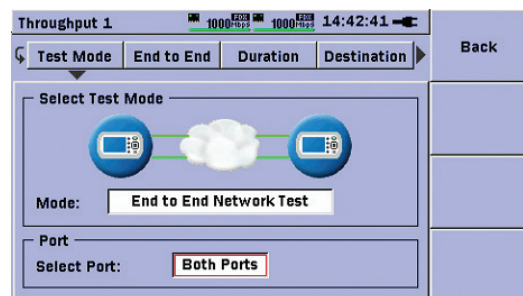 Throughput 1 1000 FDX Mbps 1000 FDX Mbps 14:42:41
Test Mode End to End Duration Destination Back
Select Test Mode
Mode: End to End Network Test
Port
Select Port: Both Ports